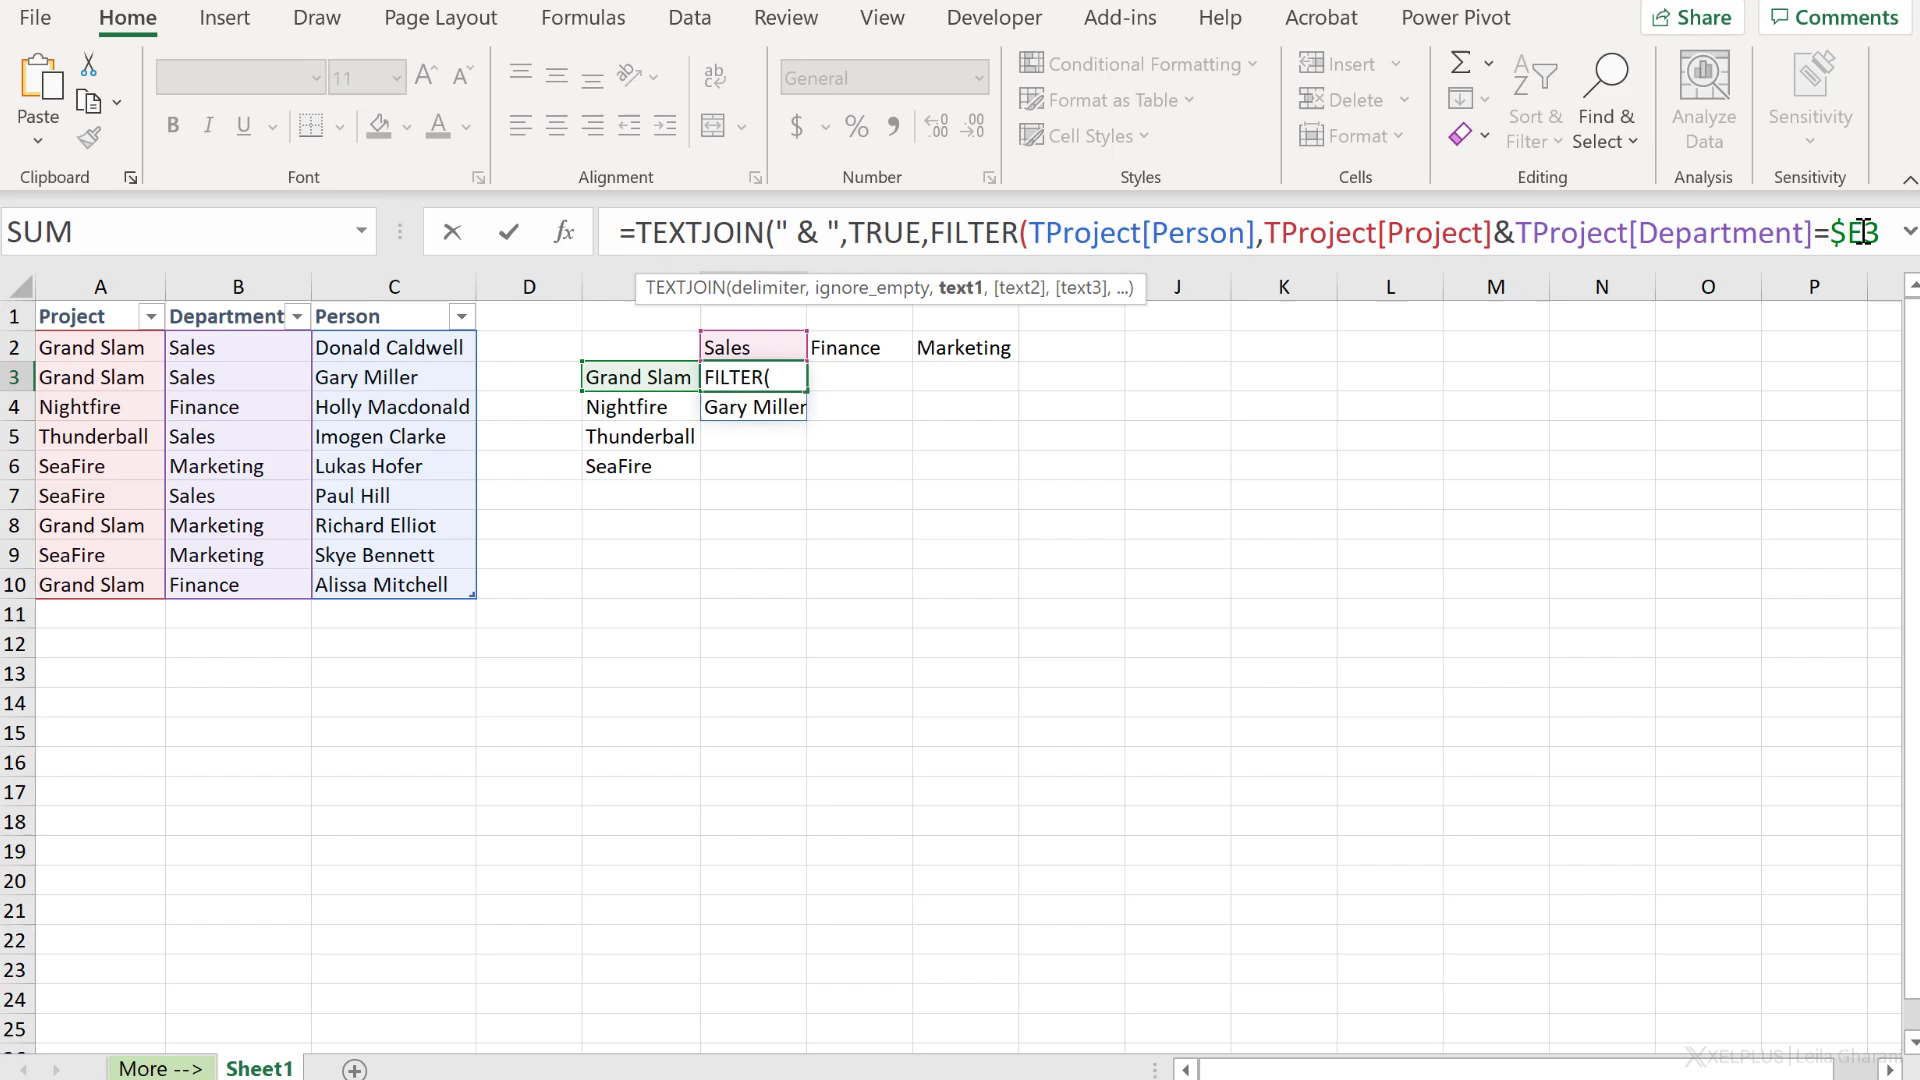 File Home Insert Draw Page Layout Formulas Data Review View Developer Add-ins Help Acrobat Power Pivot Share Comments
Paste
11
B I U
ab
General
$ % 9
Conditional Formatting
Format as Table
Cell Styles
Insert
Delete
Format
Sort & Filter
Find & Select
Analyze Data
Sensitivity
Clipboard Font Alignment Number Styles Cells Editing Analysis Sensitivity
SUM fx =TEXTJOIN(" & ",TRUE,FILTER(TProject[Person],TProject[Project]&TProject[Department]=$E3
TEXTJOIN(delimiter, ignore_empty, text1, [text2], [text3], ...)
A B C D J K L M N O P
1 Project Department Person
2 Grand Slam Sales Donald Caldwell Sales Finance Marketing
3 Grand Slam Sales Gary Miller Grand Slam FILTER(
4 Nightfire Finance Holly Macdonald Nightfire Gary Miller
5 Thunderball Sales Imogen Clarke Thunderball
6 SeaFire Marketing Lukas Hofer SeaFire
7 SeaFire Sales Paul Hill
8 Grand Slam Marketing Richard Elliot
9 SeaFire Marketing Skye Bennett
10 Grand Slam Finance Alissa Mitchell
11
12
13
14
15
16
17
18
19
20
21
22
23
24
25
More --> Sheet1
XELPLUS | Leila Gharani